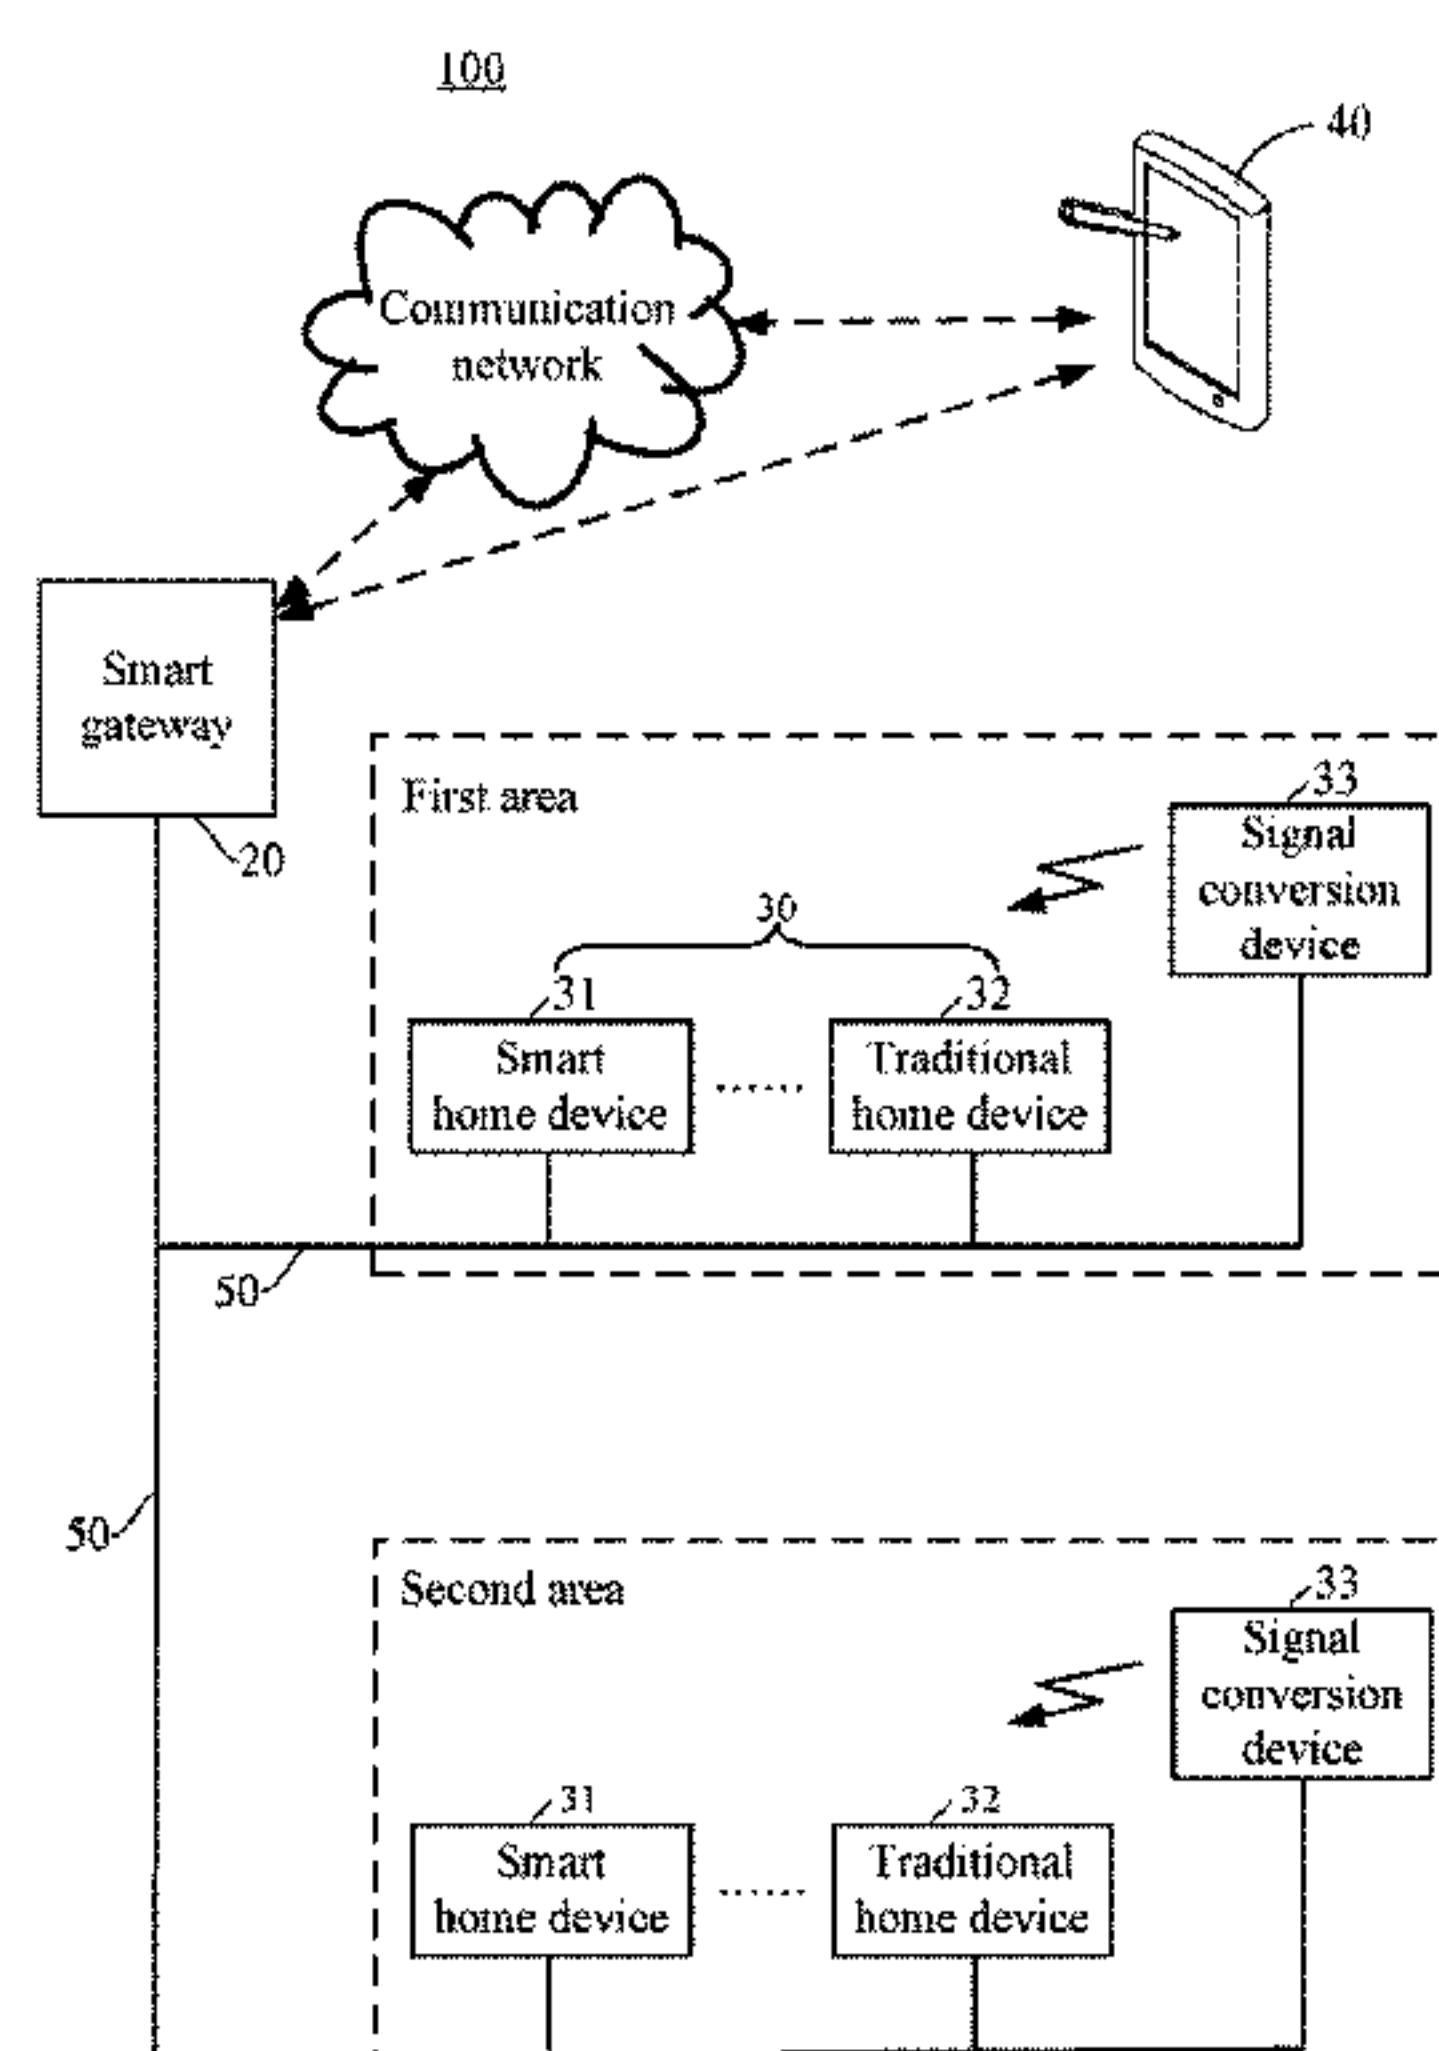 100
40
Communication
network
Smart
gateway
20
First area
33
Signal
conversion
device
30
31
32
Smart
home device
Traditional
home device
50
50
Second area
33
Signal
conversion
device
31
32
Smart
home device
Traditional
home device